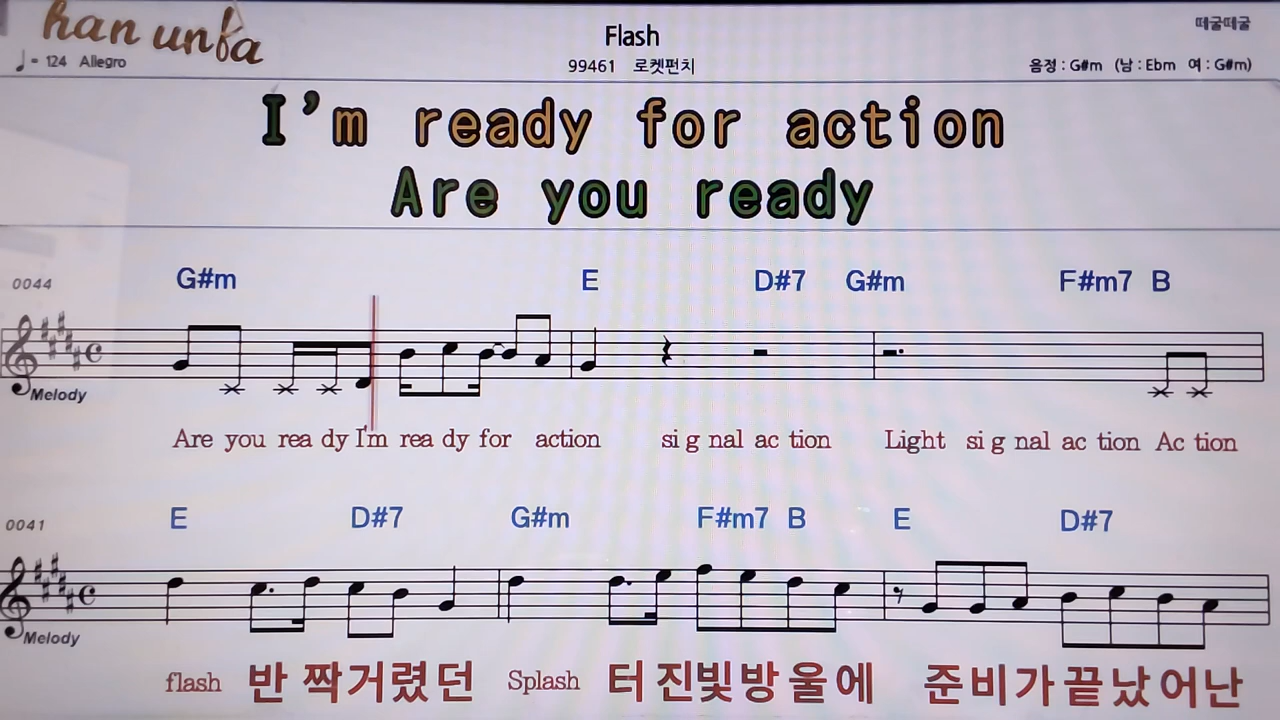 han unfa
떼굴떼굴
Flash
♩= 124 Allegro
99461 로켓펀치
음정 : G#m (남 : Ebm 여 : G#m)
I'm ready for action
Are you ready
0044
G#m E D#7 G#m F#m7 B
Melody
Are you rea dy I'm rea dy for action si g nal ac tion Light si g nal ac tion Ac tion
0041
E D#7 G#m F#m7 B E D#7
Melody
flash 반 짝거렸던 Splash 터 진빛방 울에 준비가 끝났어난